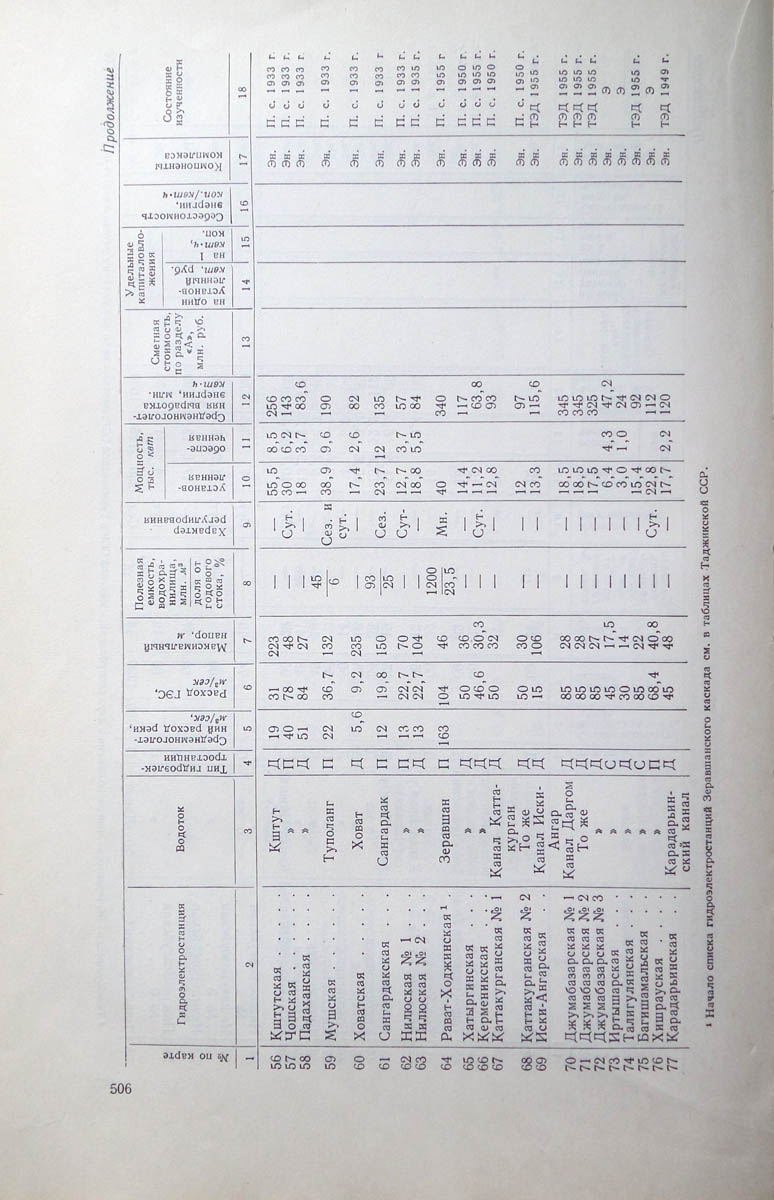 506
Продолжение
№ по карте | Гидроэлектростанция | Водоток | Тип гидроэлектростанции | Среднемноголетний расход реки, м³/сек. | Расход ГЭС, м³/сек | Максимальный напор, м | Полезная емкость, водохранилища, млн. м³ / доля от годового стока, % | Характер регулирования | Мощность, тыс. квт: установленная | обеспеченная | Среднемноголетняя выработка энергии, млн. квт·ч | Сметная стоимость, по разделу «А», млн. руб. | Удельные капиталовложения: на один установленный квт. руб. | на 1 квт·ч, коп. | Себестоимость энергии, коп./квт·ч | Компоненты комплекса | Состояние изученности
1 | 2 | 3 | 4 | 5 | 6 | 7 | 8 | 9 | 10 | 11 | 12 | 13 | 14 | 15 | 16 | 17 | 18
56 | Кштутская . . . . . | Кштут | Д | 19 | 31 | 223 | — | — | 55,5 | 8,5 | 256 | Эн. | П. с. 1933 г.
57 | Чошская . . . . . . | » | П | 40 | 78 | 48 | — | Сут. | 30 | 6,2 | 143 | Эн. | П. с. 1933 г.
58 | Падаханская . . . . | » | Д | 51 | 84 | 27 | — | — | 18 | 3,7 | 83,6 | Эн. | П. с. 1933 г.
59 | Мушская . . . . . . | Туполанг | П | 22 | 36,7 | 132 | 45/6 | Сез. и сут. | 38,9 | 9,6 | 190 | Эн. | П. с. 1933 г.
60 | Ховатская . . . . . | Ховат | Д | 5,6 | 9,2 | 235 | — | — | 17,4 | 2,6 | 82 | Эн. | П. с. 1933 г.
61 | Сангардакская . . . | Сангардак | П | 12 | 19,8 | 150 | 93/25 | Сез. | 23,7 | 12 | 135 | Эн. | П. с. 1933 г
62 | Нилюская № 1 . . . | » | П | 13 | 22,7 | 70 | — | Сут- | 12,7 | 3,7 | 57 | Эн. | П. с. 1933 г.
63 | Нилюская № 2 . . . | » | Д | 13 | 22,7 | 104 | — | — | 18,8 | 5,5 | 84 | Эн. | П. с. 1935 г.
64 | Рават-Ходжинская ¹ . | Зеравшан | П | 163 | 104 | 46 | 1200/23,5 | Мн. | 40 | 340 | Эн. | П. с. 1955 г
65 | Хатыргинская . . . | » | Д | 50 | 36 | — | — | 14,4 | 117 | Эн. | П. с. 1950 г.
66 | Керменикская . . . | » | Д | 46,6 | 30,3 | — | Сут. | 11,2 | 63,8 | Эн. | П. с. 1955 г.
67 | Каттакурганская № 1 | Канал Катта-курган | Д | 50 | 32 | — | — | 12,8 | 93 | Эн. | П. с. 1950 г.
68 | Каттакурганская № 2 | То же | Д | 50 | 30 | — | — | 12 | 97 | Эн. | П. с. 1950 г.
69 | Иски-Ангарская . . | Канал Иски-Ангар | Д | 15 | 106 | — | — | 13,3 | 115,6 | Эн. | ТЭД 1955 г.
70 | Джумабазарская № 1 | Канал Даргом | Д | 85 | 28 | — | — | 18,5 | 345 | Эн. | ТЭД 1955 г.
71 | Джумабазарская № 2 | То же | Д | 85 | 28 | — | — | 18,5 | 345 | Эн. | ТЭД 1955 г.
72 | Джумабазарская № 3 | » | Д | 85 | 27 | — | — | 17,5 | 325 | Эн. | ТЭД 1955 г.
73 | Иртышарская . . . | » | С | 45 | 17,5 | — | — | 6,4 | 4,3 | 47,2 | Эн. | Э
74 | Талигулянская . . . | » | Д | 30 | 14 | — | — | 3,0 | 1,0 | 24 | Эн. | Э
75 | Багишамальская . . | » | С | 85 | 22 | — | — | 15,4 | 92 | Эн. | ТЭД 1955 г.
76 | Хишрауская . . . . | » | П | 68,4 | 40,8 | — | Сут. | 22,8 | 112 | Эн. | Э
77 | Карадарьинская . . | Карадарьинский канал | Д | 45 | 48 | — | — | 17,7 | 2,2 | 120 | Эн. | ТЭД 1949 г.
¹ Начало списка гидроэлектростанций Зеравшанского каскада см. в таблицах Таджикской ССР.